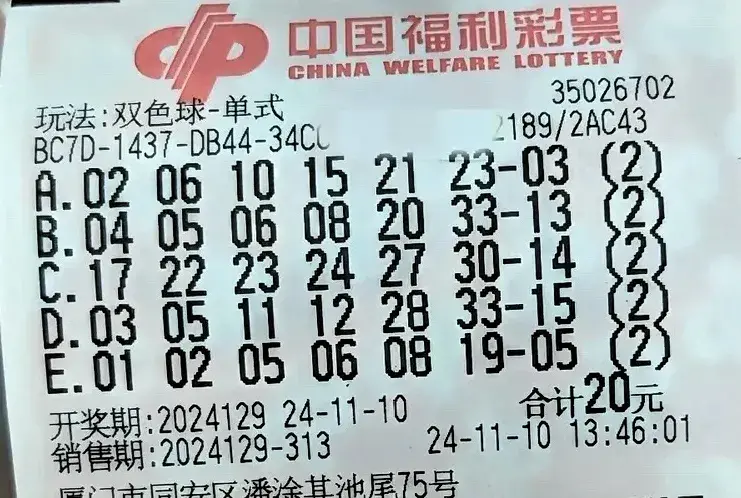 中国福利彩票
CHINA WELFARE LOTTERY
35026702
玩法:双色球-单式
BC7D-1437-DB44-34C 2189/2AC43
A.02 06 10 15 21 23-03 (2)
B.04 05 06 08 20 33-13 (2)
C.17 22 23 24 27 30-14 (2)
D.03 05 11 12 28 33-15 (2)
E.01 02 05 06 08 19-05 (2)
开奖期:2024129 24-11-10 合计20元
销售期:2024129-313 24-11-10 13:46:01
厦门市同安区潘涂其池尾75号